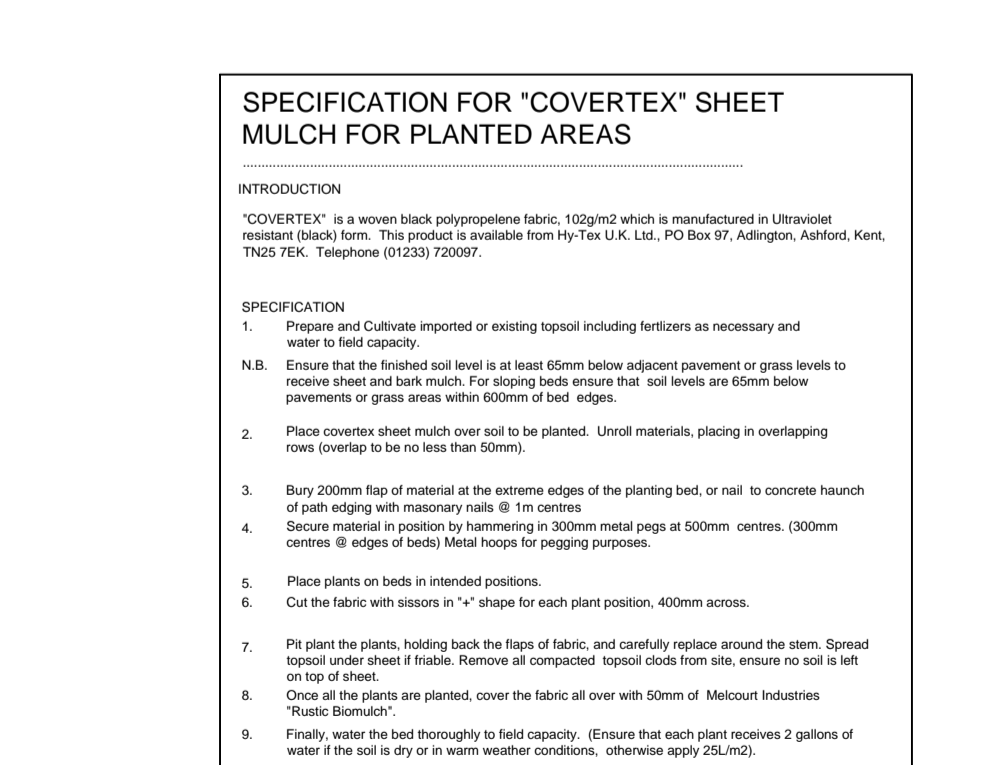 SPECIFICATION FOR "COVERTEX" SHEET
MULCH FOR PLANTED AREAS
INTRODUCTION
"COVERTEX" is a woven black polypropelene fabric, 102g/m2 which is manufactured in Ultraviolet
resistant (black) form. This product is available from Hy-Tex U.K. Ltd., PO Box 97, Adlington, Ashford, Kent,
TN25 7EK. Telephone (01233) 720097.
SPECIFICATION
1. Prepare and Cultivate imported or existing topsoil including fertlizers as necessary and
water to field capacity.
N.B. Ensure that the finished soil level is at least 65mm below adjacent pavement or grass levels to
receive sheet and bark mulch. For sloping beds ensure that soil levels are 65mm below
pavements or grass areas within 600mm of bed edges.
2. Place covertex sheet mulch over soil to be planted. Unroll materials, placing in overlapping
rows (overlap to be no less than 50mm).
3. Bury 200mm flap of material at the extreme edges of the planting bed, or nail to concrete haunch
of path edging with masonary nails @ 1m centres
4. Secure material in position by hammering in 300mm metal pegs at 500mm centres. (300mm
centres @ edges of beds) Metal hoops for pegging purposes.
5. Place plants on beds in intended positions.
6. Cut the fabric with sissors in "+" shape for each plant position, 400mm across.
7. Pit plant the plants, holding back the flaps of fabric, and carefully replace around the stem. Spread
topsoil under sheet if friable. Remove all compacted topsoil clods from site, ensure no soil is left
on top of sheet.
8. Once all the plants are planted, cover the fabric all over with 50mm of Melcourt Industries
"Rustic Biomulch".
9. Finally, water the bed thoroughly to field capacity. (Ensure that each plant receives 2 gallons of
water if the soil is dry or in warm weather conditions, otherwise apply 25L/m2).